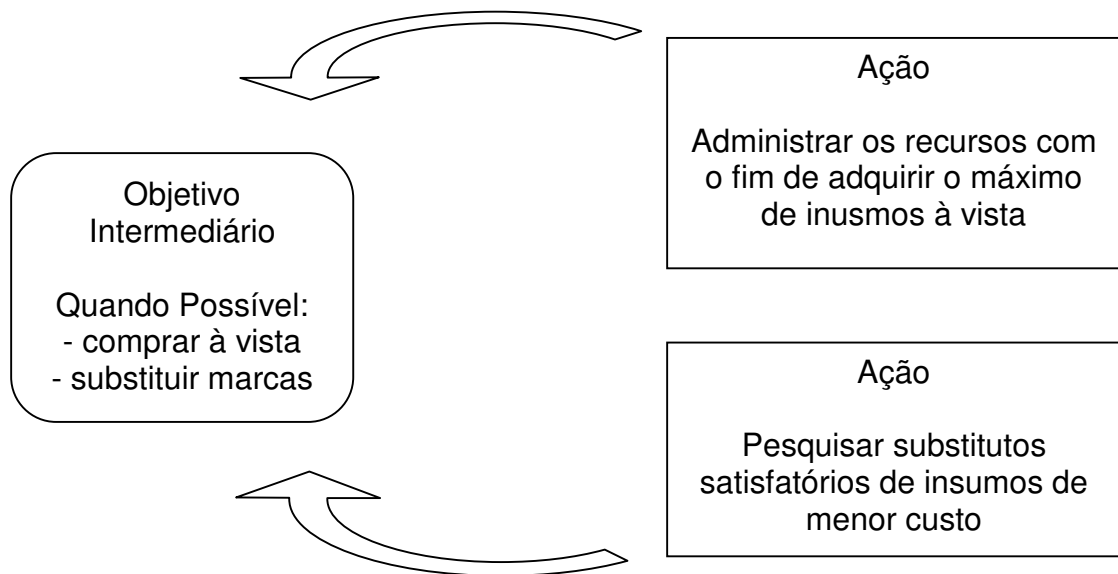 Objetivo
Intermediário
Quando Possível:
- comprar à vista
- substituir marcas
Ação
Administrar os recursos com
o fim de adquirir o máximo
de inusmos à vista
Ação
Pesquisar substitutos
satisfatórios de insumos de
menor custo